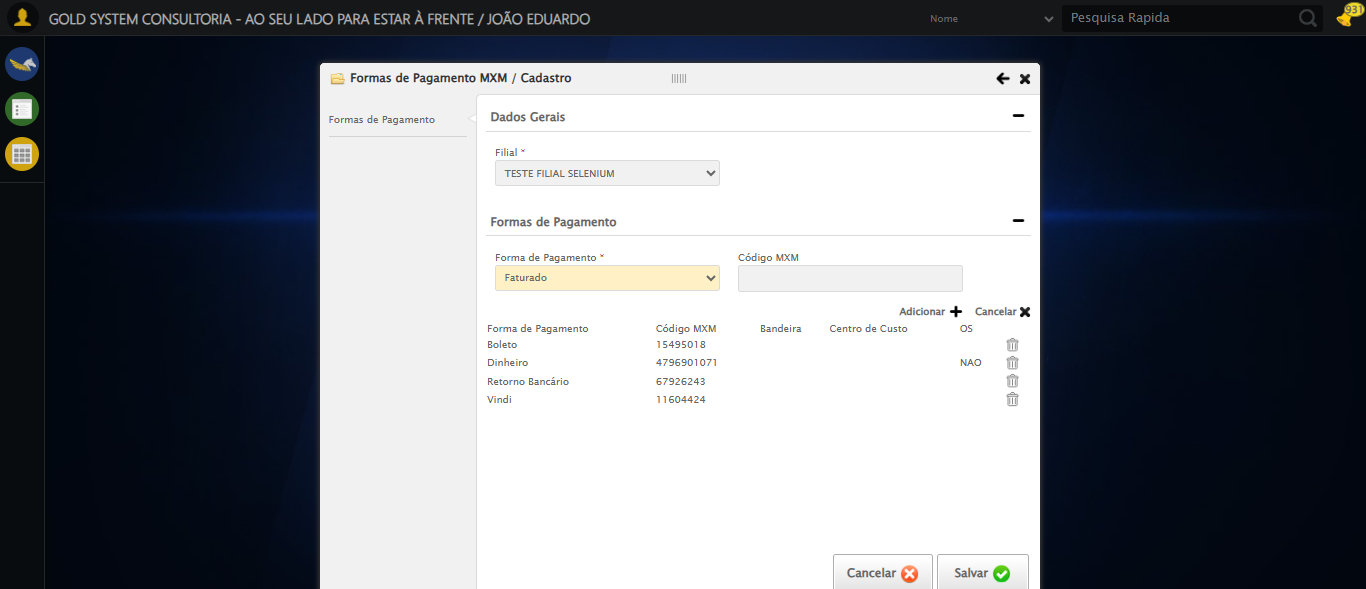 GOLD SYSTEM CONSULTORIA - AO SEU LADO PARA ESTAR À FRENTE / JOÃO EDUARDO
Nome
Pesquisa Rapida
931
Formas de Pagamento MXM / Cadastro
Formas de Pagamento
Dados Gerais
Filial *
TESTE FILIAL SELENIUM
Formas de Pagamento
Forma de Pagamento * Código MXM
Faturado
Adicionar Cancelar
Forma de Pagamento Código MXM Bandeira Centro de Custo OS
Boleto 15495018
Dinheiro 4796901071 NAO
Retorno Bancário 67926243
Vindi 11604424
Cancelar Salvar